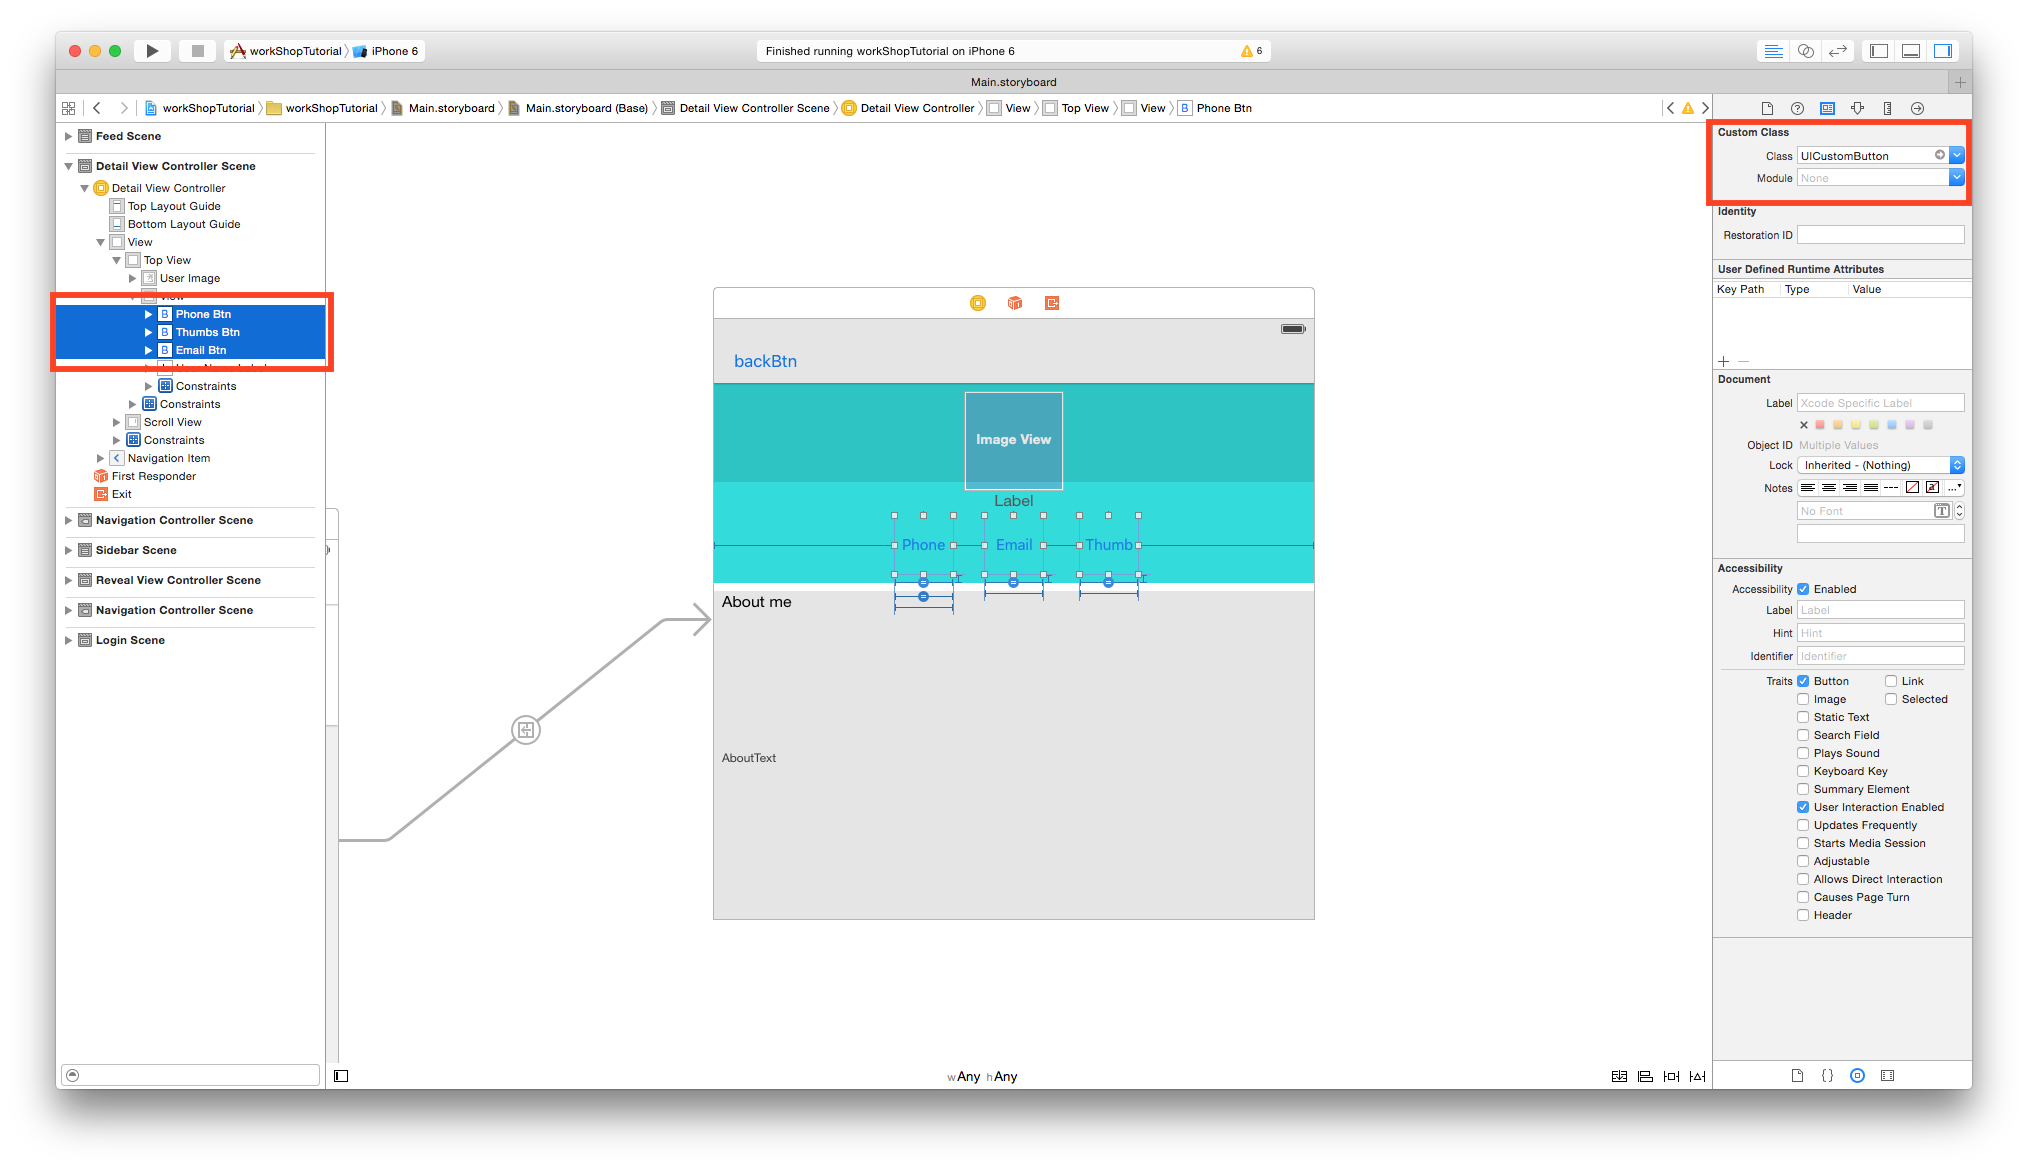 workShopTutorial iPhone 6
Finished running workShopTutorial on iPhone 6
6
Main.storyboard
workShopTutorial workShopTutorial Main.storyboard Main.storyboard (Base) Detail View Controller Scene Detail View Controller View Top View View B Phone Btn
Feed Scene
Detail View Controller Scene
Detail View Controller
Top Layout Guide
Bottom Layout Guide
View
Top View
User Image
View
B Phone Btn
B Thumbs Btn
B Email Btn
Constraints
Constraints
Scroll View
Constraints
Navigation Item
First Responder
Exit
Navigation Controller Scene
Sidebar Scene
Reveal View Controller Scene
Navigation Controller Scene
Login Scene
backBtn
Image View
Label
Phone Email Thumb
About me
AboutText
wAny hAny
Custom Class
Class UICustomButton
Module None
Identity
Restoration ID
User Defined Runtime Attributes
Key Path Type Value
Document
Label Xcode Specific Label
Object ID Multiple Values
Lock Inherited - (Nothing)
Notes
No Font
Accessibility
Accessibility Enabled
Label Label
Hint Hint
Identifier Identifier
Traits Button Link
Image Selected
Static Text
Search Field
Plays Sound
Keyboard Key
Summary Element
User Interaction Enabled
Updates Frequently
Starts Media Session
Adjustable
Allows Direct Interaction
Causes Page Turn
Header